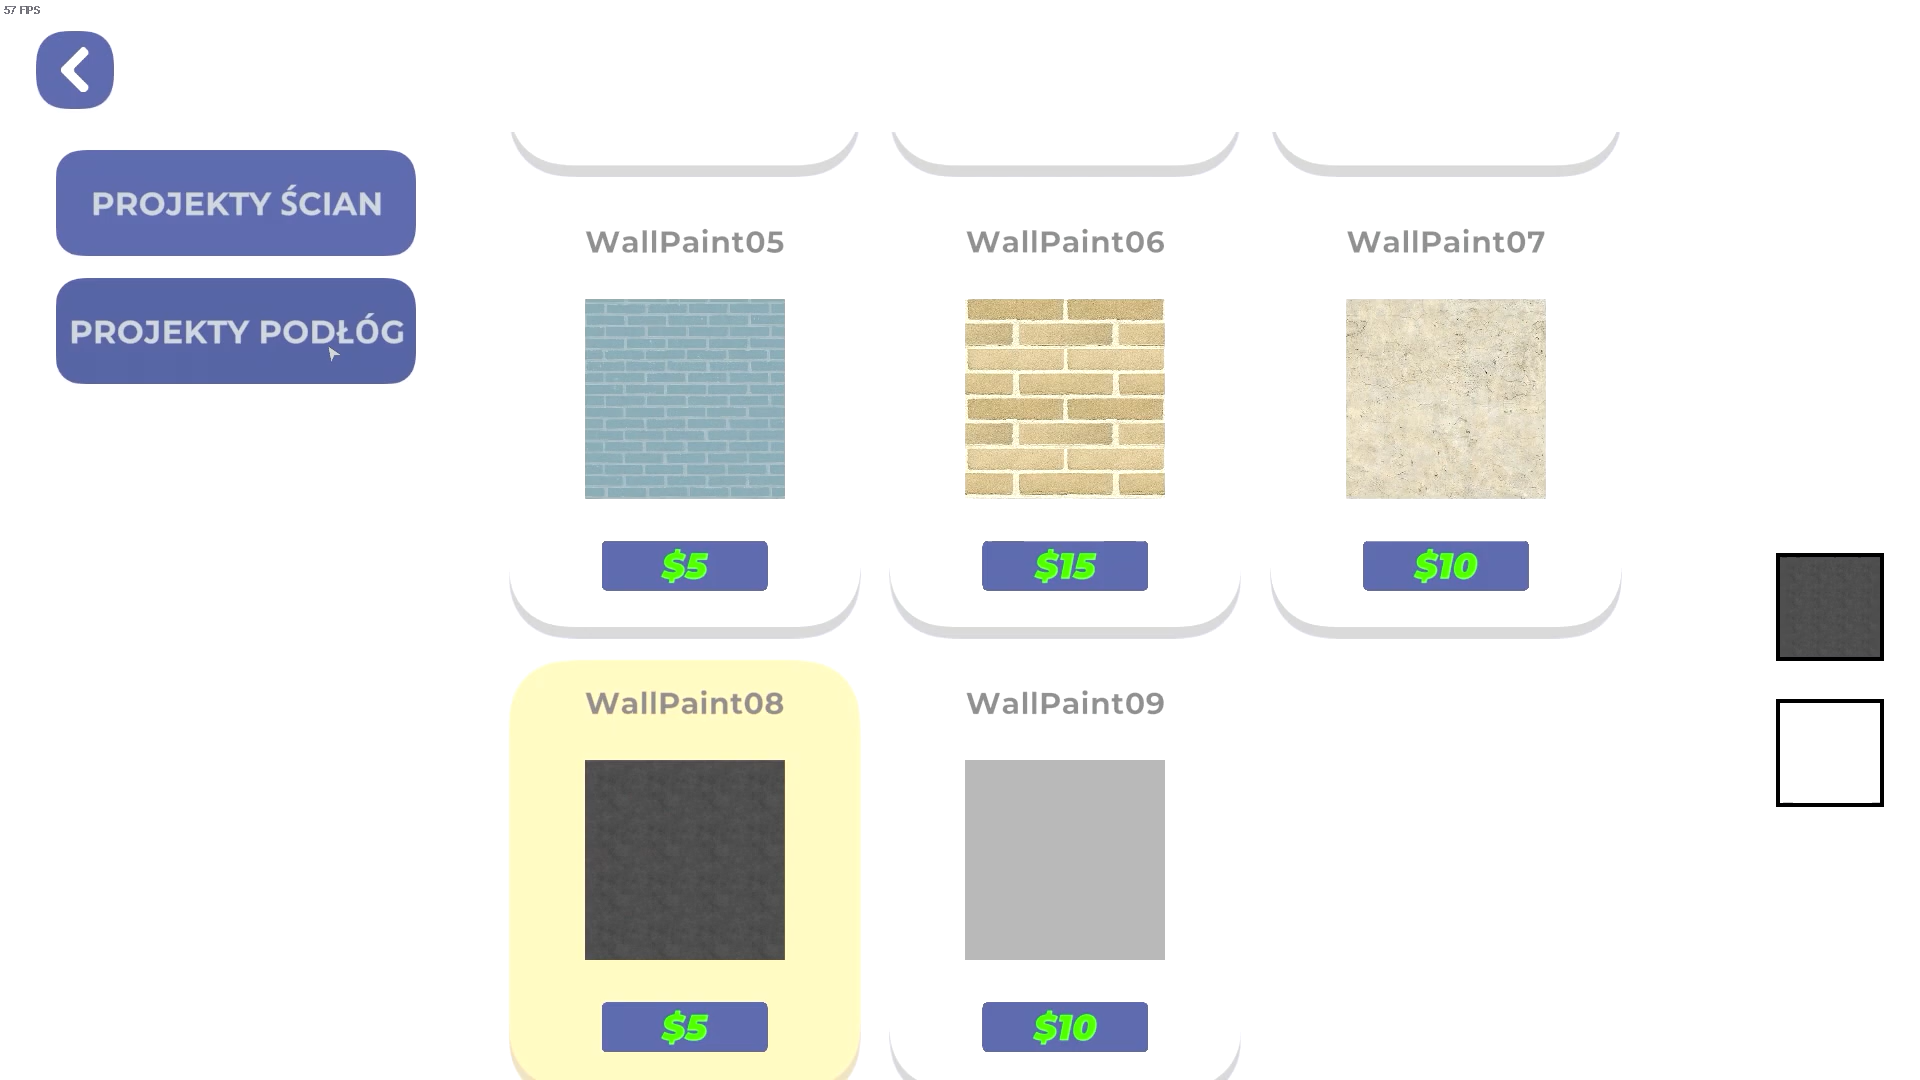 57 FPS
PROJEKTY ŚCIAN
PROJEKTY PODŁÓG
WallPaint05
WallPaint06
WallPaint07
$5
$15
$10
WallPaint08
WallPaint09
$5
$10